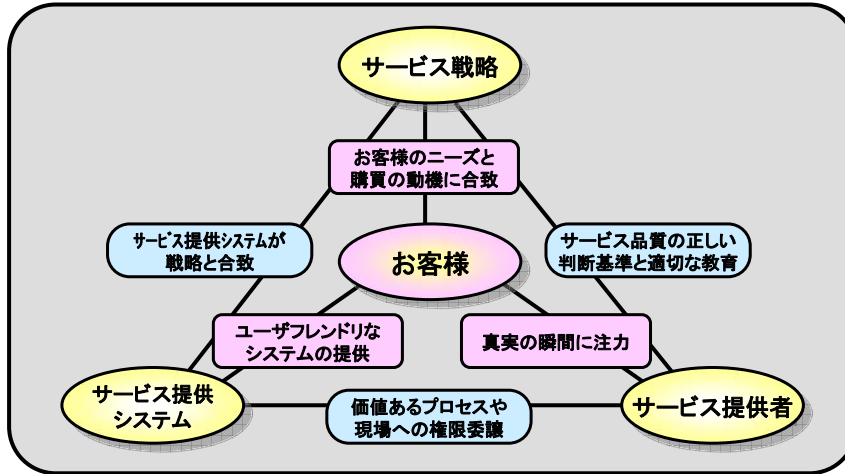 サービス戦略
お客様のニーズと
購買の動機に合致
サービス提供システムが
戦略と合致
お客様
サービス品質の正しい
判断基準と適切な教育
ユーザフレンドリな
システムの提供
真実の瞬間に注力
サービス提供
システム
価値あるプロセスや
現場への権限委譲
サービス提供者